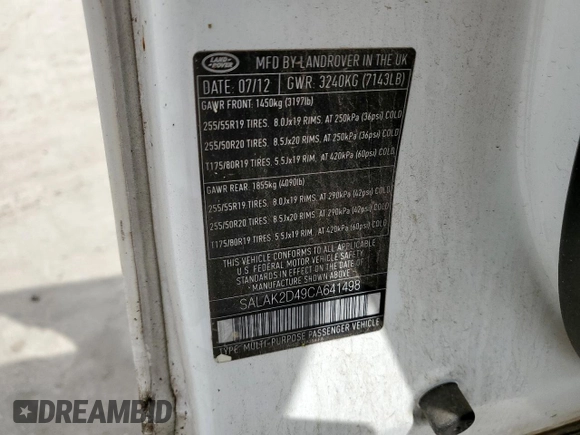 LAND ROVER
MFD BY-LANDROVER IN THE UK
DATE: 07/12 GWR: 3240KG (7143LB)
GAWR FRONT: 1450kg (3197lb)
255/55R19 TIRES. 8.0Jx19 RIMS. AT 250kPa (36psi) COLD
255/50R20 TIRES. 8.5Jx20 RIMS. AT 250kPa (36psi) COLD
T175/80R19 TIRES. 5.5Jx19 RIM. AT 420kPa (60psi) COLD
GAWR REAR: 1855kg (4090lb)
255/55R19 TIRES. 8.0Jx19 RIMS. AT 290kPa (42psi) COLD
255/50R20 TIRES. 8.5Jx20 RIMS. AT 290kPa (42psi) COLD
T175/80R19 TIRES. 5.5Jx19 RIM. AT 420kPa (60psi) COLD
THIS VEHICLE CONFORMS TO ALL APPLICABLE
U.S. FEDERAL MOTOR VEHICLE SAFETY
STANDARDS IN EFFECT ON THE DATE OF
MANUFACTURE SHOWN ABOVE
SALAK2D49CA641498
TYPE: MULTI-PURPOSE PASSENGER VEHICLE
DREAMBID